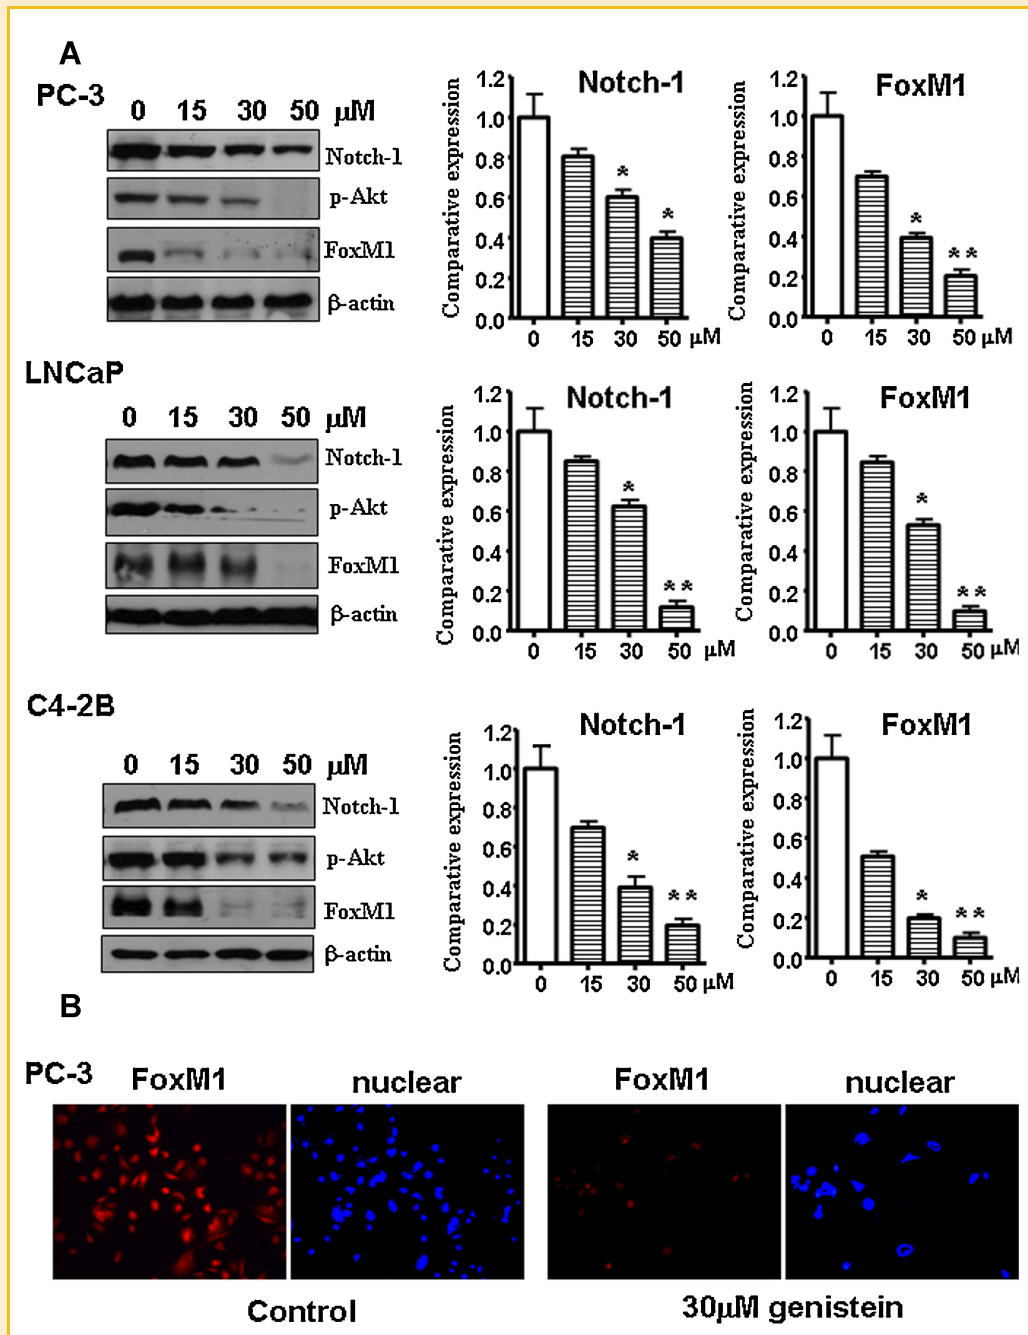 A
PC-3
0 15 30 50 μM
Notch-1
p-Akt
FoxM1
β-actin
Comparative expression
Notch-1
1.2
1.0
0.8
0.6
0.4
0.2
0.0
*
*
0 15 30 50 μM
Comparative expression
FoxM1
1.2
1.0
0.8
0.6
0.4
0.2
0.0
*
**
0 15 30 50 μM
LNCaP
0 15 30 50 μM
Notch-1
p-Akt
FoxM1
β-actin
Comparative expression
Notch-1
1.2
1.0
0.8
0.6
0.4
0.2
0.0
*
**
0 15 30 50 μM
Comparative expression
FoxM1
1.2
1.0
0.8
0.6
0.4
0.2
0.0
*
**
0 15 30 50 μM
C4-2B
0 15 30 50 μM
Notch-1
p-Akt
FoxM1
β-actin
Comparative expression
Notch-1
1.2
1.0
0.8
0.6
0.4
0.2
0.0
*
**
0 15 30 50 μM
Comparative expression
FoxM1
1.2
1.0
0.8
0.6
0.4
0.2
0.0
*
**
0 15 30 50 μM
B
PC-3
FoxM1 nuclear FoxM1 nuclear
Control 30μM genistein